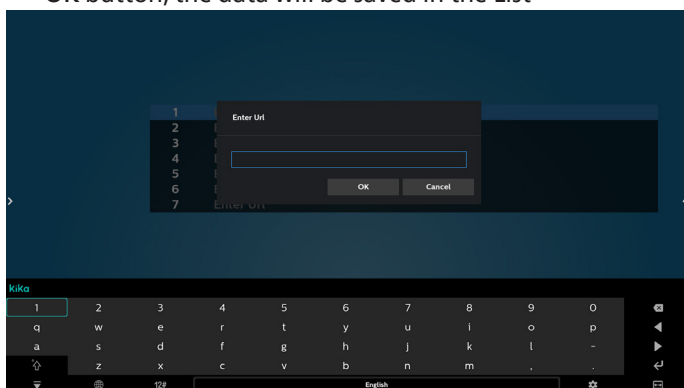 OK button, the data will be saved in the List
1
Enter Url
2
3
4
5
6
OK Cancel
7 Enter Url
kika
1 2 3 4 5 6 7 8 9 0
q w e r t y u i o p
a s d f g h j k l -
z x c v b n m , .
12# English